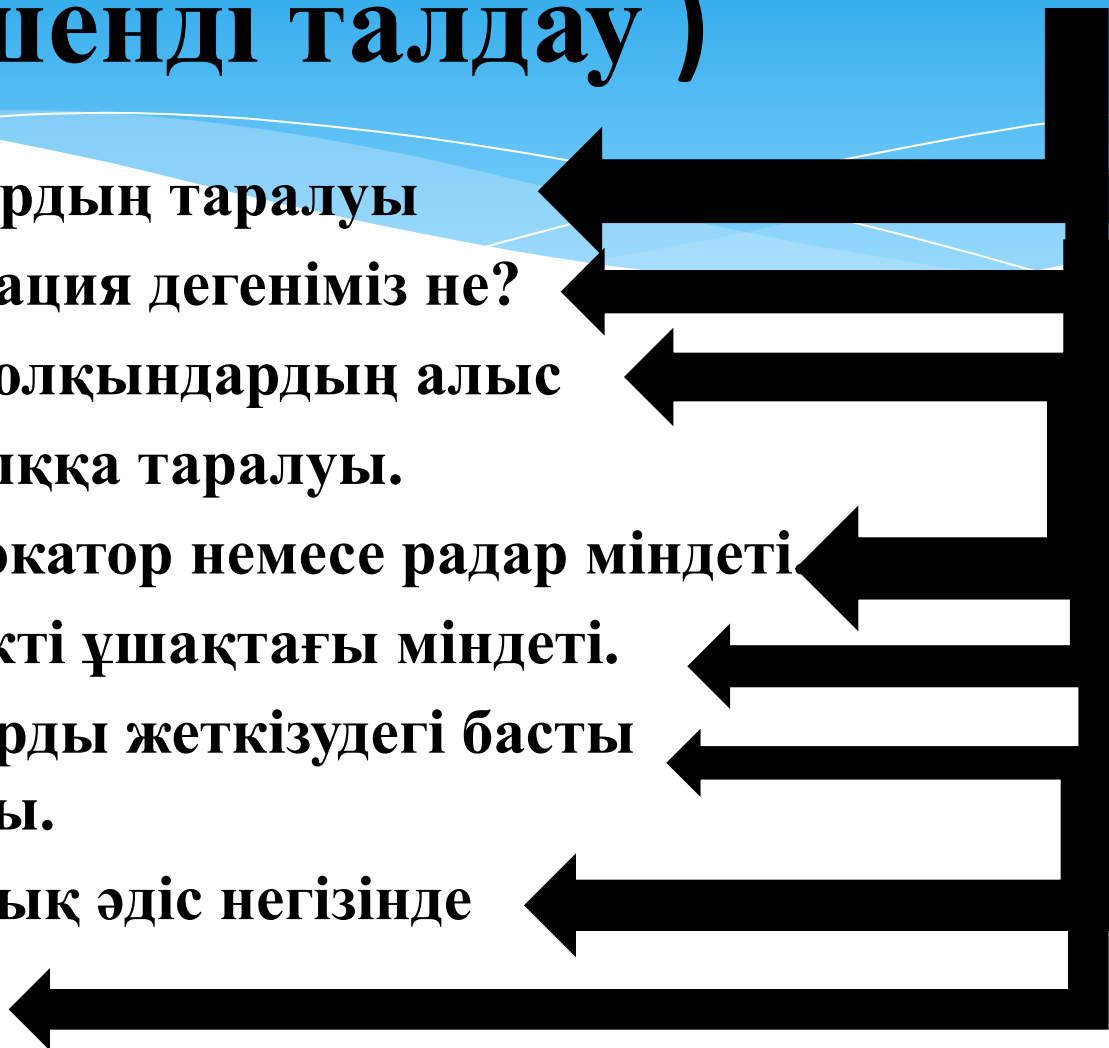 шенді талдау )
рдың таралуы
ация дегеніміз не?
олқындардың алыс
ыққа таралуы.
окатор немесе радар міндеті.
кті ұшақтағы міндеті.
рды жеткізудегі басты
ы.
ық әдіс негізінде